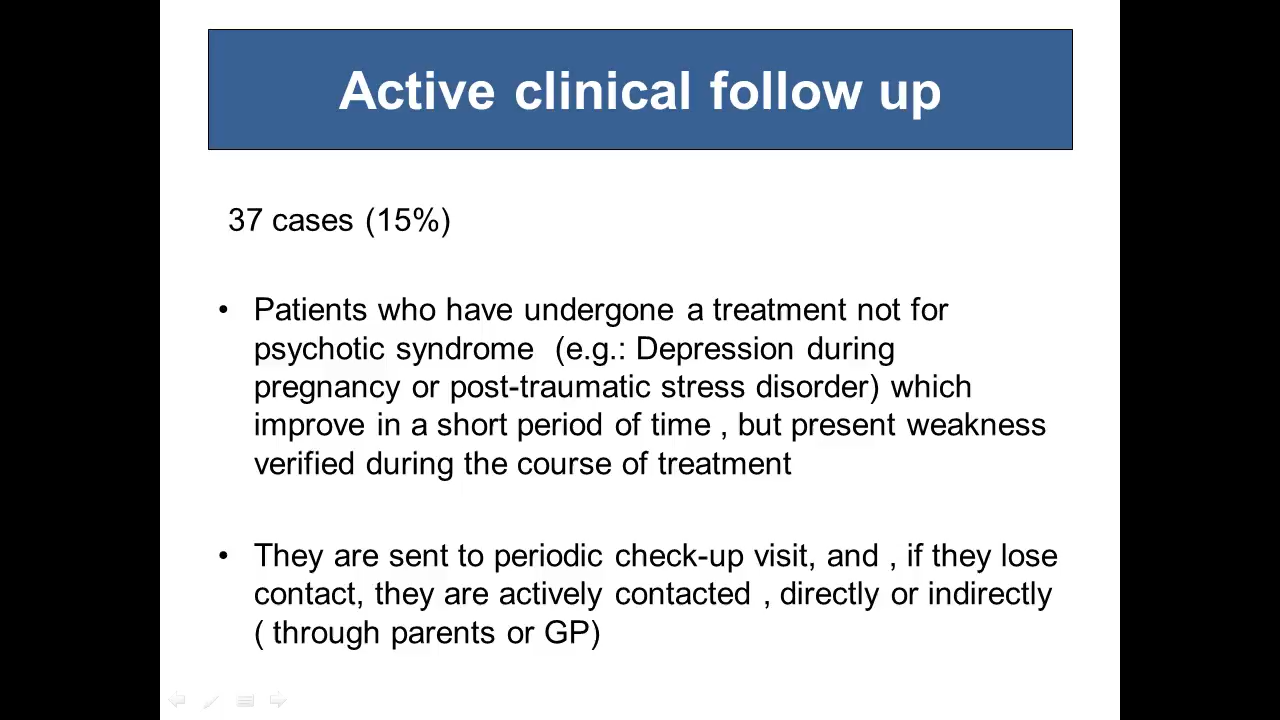 Active clinical follow up
37 cases (15%)
• Patients who have undergone a treatment not for
psychotic syndrome  (e.g.: Depression during
pregnancy or post-traumatic stress disorder) which
improve in a short period of time , but present weakness
verified during the course of treatment
• They are sent to periodic check-up visit, and , if they lose
contact, they are actively contacted , directly or indirectly
( through parents or GP)